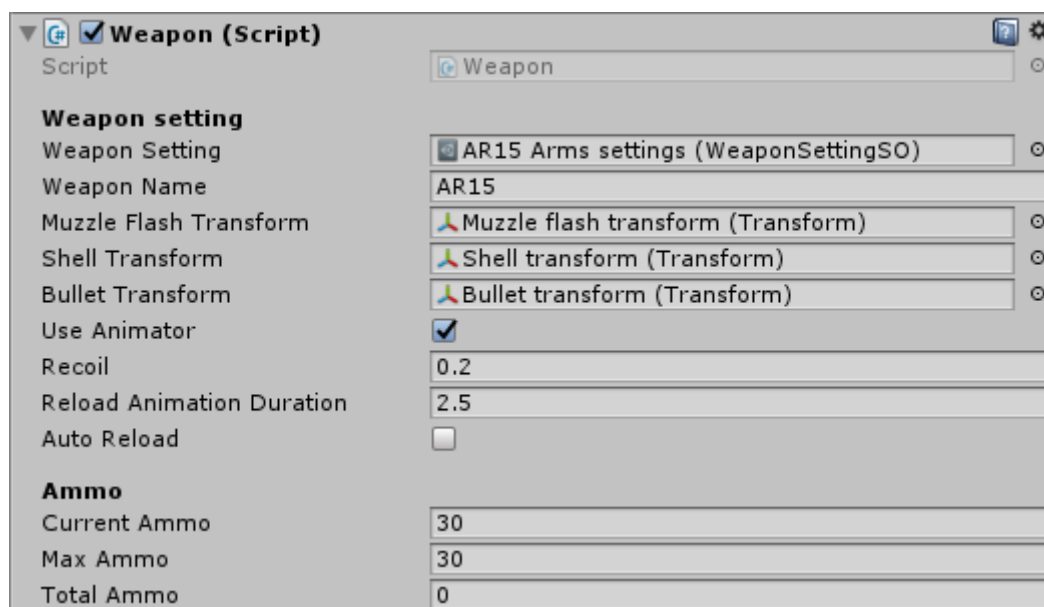 Weapon (Script)
Script Weapon
Weapon setting
Weapon Setting AR15 Arms settings (WeaponSettingSO)
Weapon Name AR15
Muzzle Flash Transform Muzzle flash transform (Transform)
Shell Transform Shell transform (Transform)
Bullet Transform Bullet transform (Transform)
Use Animator
Recoil 0.2
Reload Animation Duration 2.5
Auto Reload
Ammo
Current Ammo 30
Max Ammo 30
Total Ammo 0